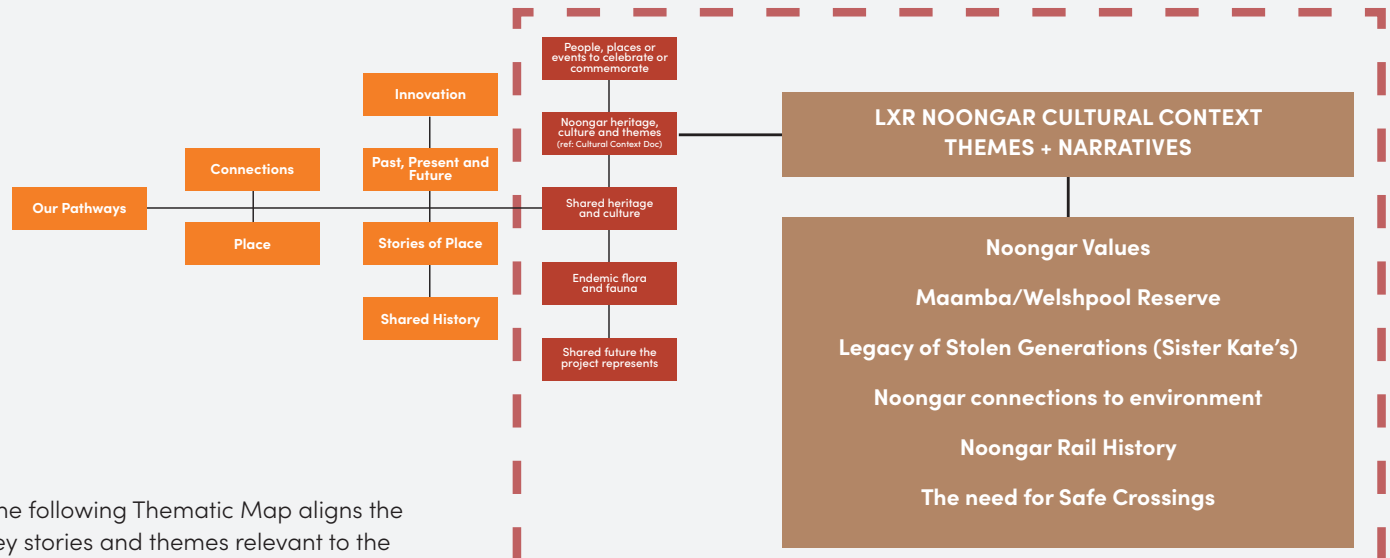 Our Pathways
Connections
Place
Innovation
Past, Present and
Future
Stories of Place
Shared History
People, places or
events to celebrate or
commemorate
Noongar heritage,
culture and themes
(ref: Cultural Context Doc)
Shared heritage
and culture
Endemic flora
and fauna
Shared future the
project represents
LXR NOONGAR CULTURAL CONTEXT
THEMES + NARRATIVES
Noongar Values
Maamba/Welshpool Reserve
Legacy of Stolen Generations (Sister Kate's)
Noongar connections to environment
Noongar Rail History
The need for Safe Crossings
following Thematic Map aligns the
stories and themes relevant to the